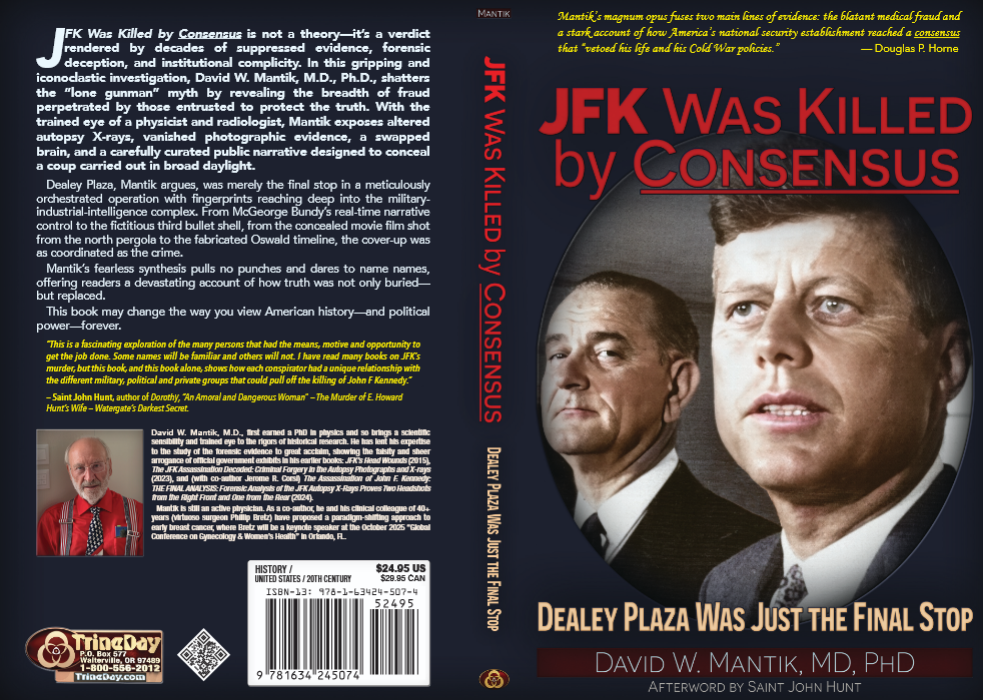 JFK Was Killed by Consensus is not a theory—it's a verdict
rendered by decades of suppressed evidence, forensic
deception, and institutional complicity. In this gripping and
iconoclastic investigation, David W. Mantik, M.D., Ph.D., shatters
the "lone gunman" myth by revealing the breadth of fraud
perpetrated by those entrusted to protect the truth. With the
trained eye of a physicist and radiologist, Mantik exposes altered
autopsy X-rays, vanished photographic evidence, a swapped
brain, and a carefully curated public narrative designed to conceal
a coup carried out in broad daylight.
Dealey Plaza, Mantik argues, was merely the final stop in a meticulously
orchestrated operation with fingerprints reaching deep into the military-
industrial-intelligence complex. From McGeorge Bundy's real-time narrative
control to the fictitious third bullet shell, from the concealed movie film shot
from the north pergola to the fabricated Oswald timeline, the cover-up was
as coordinated as the crime.
Mantik's fearless synthesis pulls no punches and dares to name names,
offering readers a devastating account of how truth was not only buried—
but replaced.
This book may change the way you view American history—and political
power—forever.
"This is a fascinating exploration of the many persons that had the means, motive and opportunity to
get the job done. Some names will be familiar and others will not. I have read many books on JFK's
murder, but this book, and this book alone, shows how each conspirator had a unique relationship with
the different military, political and private groups that could pull off the killing of John F Kennedy."
– Saint John Hunt, author of Dorothy, "An Amoral and Dangerous Woman" – The Murder of E. Howard
Hunt's Wife – Watergate's Darkest Secret.
David W. Mantik, M.D., first earned a PhD in physics and so brings a scientific
sensibility and trained eye to the rigors of historical research. He has lent his expertise
to the study of the forensic evidence to great acclaim, showing the falsity and sheer
arrogance of official government exhibits in his earlier books: JFK's Head Wounds (2015),
The JFK Assassination Decoded: Criminal Forgery in the Autopsy Photographs and X-rays
(2023), and (with co-author Jerome R. Corsi) The Assassination of John F. Kennedy:
THE FINAL ANALYSIS: Forensic Analysis of the JFK Autopsy X-Rays Proves Two Headshots
from the Right Front and One from the Rear (2024).
Mantik is still an active physician. As a co-author, he and his clinical colleague of 40+
years (virtuoso surgeon Phillip Bretz) have proposed a paradigm-shifting approach to
early breast cancer, where Bretz will be a keynote speaker at the October 2025 "Global
Conference on Gynecology & Women's Health" in Orlando, FL.
TrineDay
P.O. Box 577
Walterville, OR 97489
1-800-556-2012
TrineDay.com
HISTORY /
UNITED STATES / 20TH CENTURY
$24.95 US
$29.95 CAN
ISBN-13: 978-1-63424-507-4
52495
9 781634 245074
MANTIK
JFK WAS KILLED by CONSENSUS
DEALEY PLAZA WAS JUST THE FINAL STOP
Mantik's magnum opus fuses two main lines of evidence: the blatant medical fraud and
a stark account of how America's national security establishment reached a consensus
that "vetoed his life and his Cold War policies."
— Douglas P. Horne
JFK WAS KILLED
by CONSENSUS
DEALEY PLAZA WAS JUST THE FINAL STOP
DAVID W. MANTIK, MD, PHD
AFTERWORD BY SAINT JOHN HUNT